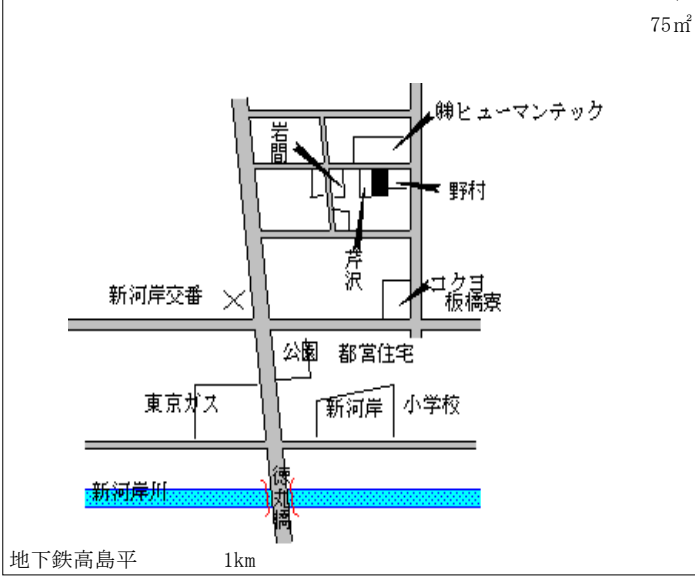 75㎡
㈱ヒューマンテック
岩間
野村
芹沢
コクヨ
板橋寮
新河岸交番
公園 都営住宅
東京ガス
新河岸 小学校
徳丸橋
新河岸川
地下鉄高島平 1km